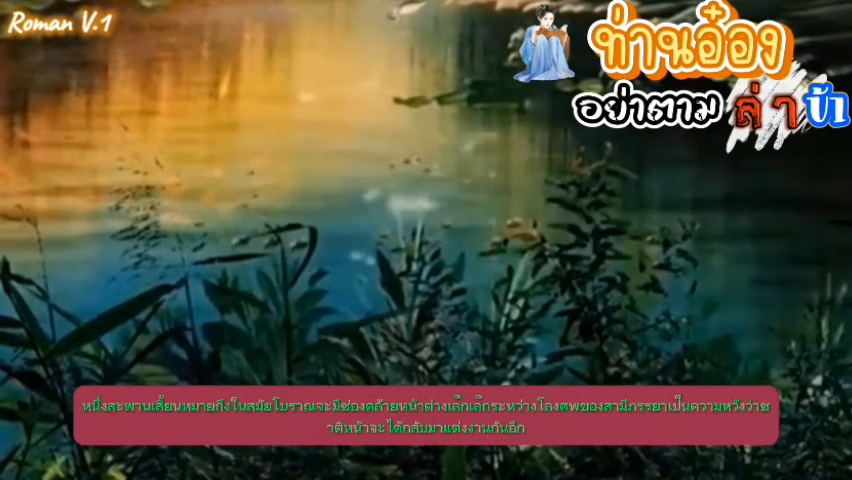 Roman V.1
ท่านอ๋อง
อย่าตาม ล่า ข้า
หนึ่งสะพานเสี้ยนหมายถึงในสมัยโบราณจะมีช่องคล้ายหน้าต่างเล็กเล็กระหว่างโลงศพของสามีภรรยาเป็นความหวังว่าช
าติหน้าจะได้กลับมาแต่งงานกันอีก